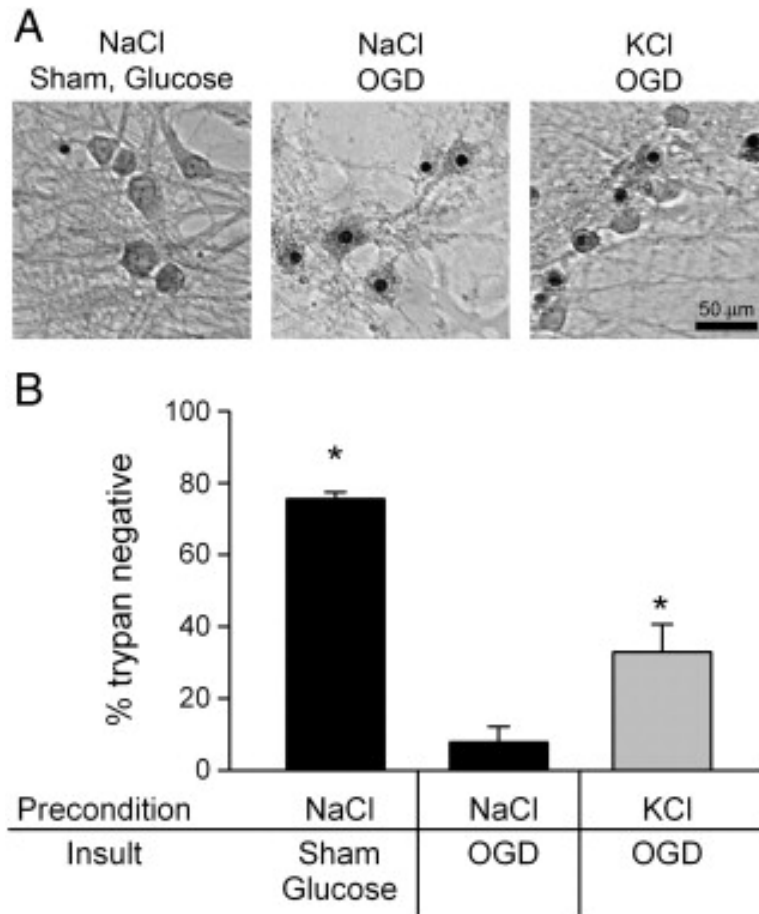 A
NaCl
Sham, Glucose
NaCl
OGD
KCl
OGD
50 µm
B
% trypan negative
100
80
60
40
20
0
*
*
Precondition NaCl NaCl KCl
Insult Sham OGD OGD
Glucose